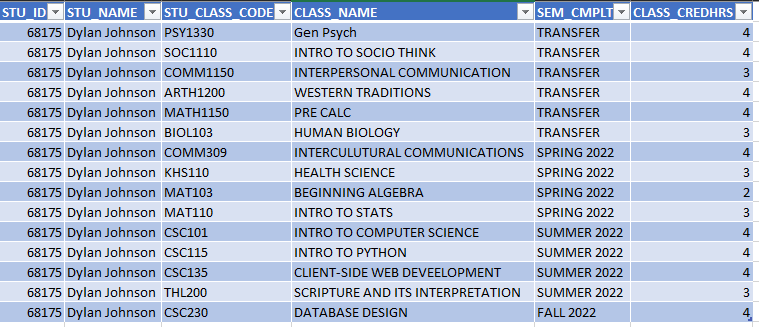 STU_ID STU_NAME STU_CLASS_CODE CLASS_NAME SEM_CMPLT CLASS_CREDHRS
68175 Dylan Johnson PSY1330 Gen Psych TRANSFER 4
68175 Dylan Johnson SOC1110 INTRO TO SOCIO THINK TRANSFER 4
68175 Dylan Johnson COMM1150 INTERPERSONAL COMMUNICATION TRANSFER 3
68175 Dylan Johnson ARTH1200 WESTERN TRADITIONS TRANSFER 4
68175 Dylan Johnson MATH1150 PRE CALC TRANSFER 4
68175 Dylan Johnson BIOL103 HUMAN BIOLOGY TRANSFER 3
68175 Dylan Johnson COMM309 INTERCULUTURAL COMMUNICATIONS SPRING 2022 4
68175 Dylan Johnson KHS110 HEALTH SCIENCE SPRING 2022 3
68175 Dylan Johnson MAT103 BEGINNING ALGEBRA SPRING 2022 2
68175 Dylan Johnson MAT110 INTRO TO STATS SPRING 2022 3
68175 Dylan Johnson CSC101 INTRO TO COMPUTER SCIENCE SUMMER 2022 4
68175 Dylan Johnson CSC115 INTRO TO PYTHON SUMMER 2022 4
68175 Dylan Johnson CSC135 CLIENT-SIDE WEB DEVEELOPMENT SUMMER 2022 4
68175 Dylan Johnson THL200 SCRIPTURE AND ITS INTERPRETATION SUMMER 2022 3
68175 Dylan Johnson CSC230 DATABASE DESIGN FALL 2022 4